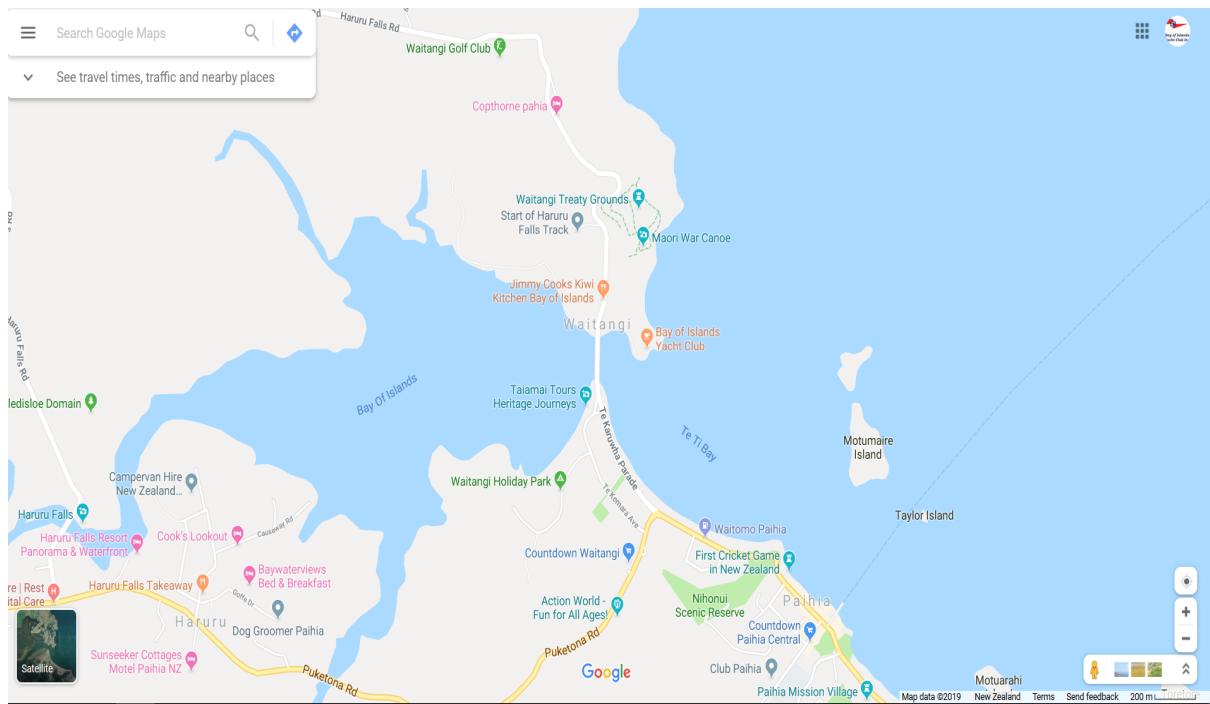 Search Google Maps
See travel times, traffic and nearby places
Haruru Falls Rd
Waitangi Golf Club
Copthorne pahia
Waitangi Treaty Grounds
Start of Haruru
Falls Track
Maori War Canoe
Jimmy Cooks Kiwi
Kitchen Bay of Islands
Waitangi
Bay of Islands
Yacht Club
Haruru Falls Rd
Bay Of Islands
Taiamai Tours
Heritage Journeys
ledisloe Domain
Te Karuwha Parade
Te Ti Bay
Motumaire
Island
Campervan Hire
New Zealand...
Waitangi Holiday Park
Te Kemara Ave
Haruru Falls
Taylor Island
Haruru Falls Resort
Panorama & Waterfront
Cook's Lookout
Causeway Rd
Waitomo Paihia
Countdown Waitangi
First Cricket Game
in New Zealand
Baywaterviews
Bed & Breakfast
re | Rest
ital Care
Haruru Falls Takeaway
Goffe Dr
Action World -
Fun for All Ages!
Nihonui
Scenic Reserve
Paihia
Haruru
Dog Groomer Paihia
Countdown
Paihia Central
Puketona Rd
Sunseeker Cottages
Motel Paihia NZ
Satellite
Puketona Rd
Google
Club Paihia
Paihia Mission Village
Motuarahi
Map data ©2019
New Zealand
Terms
Send feedback
200 m